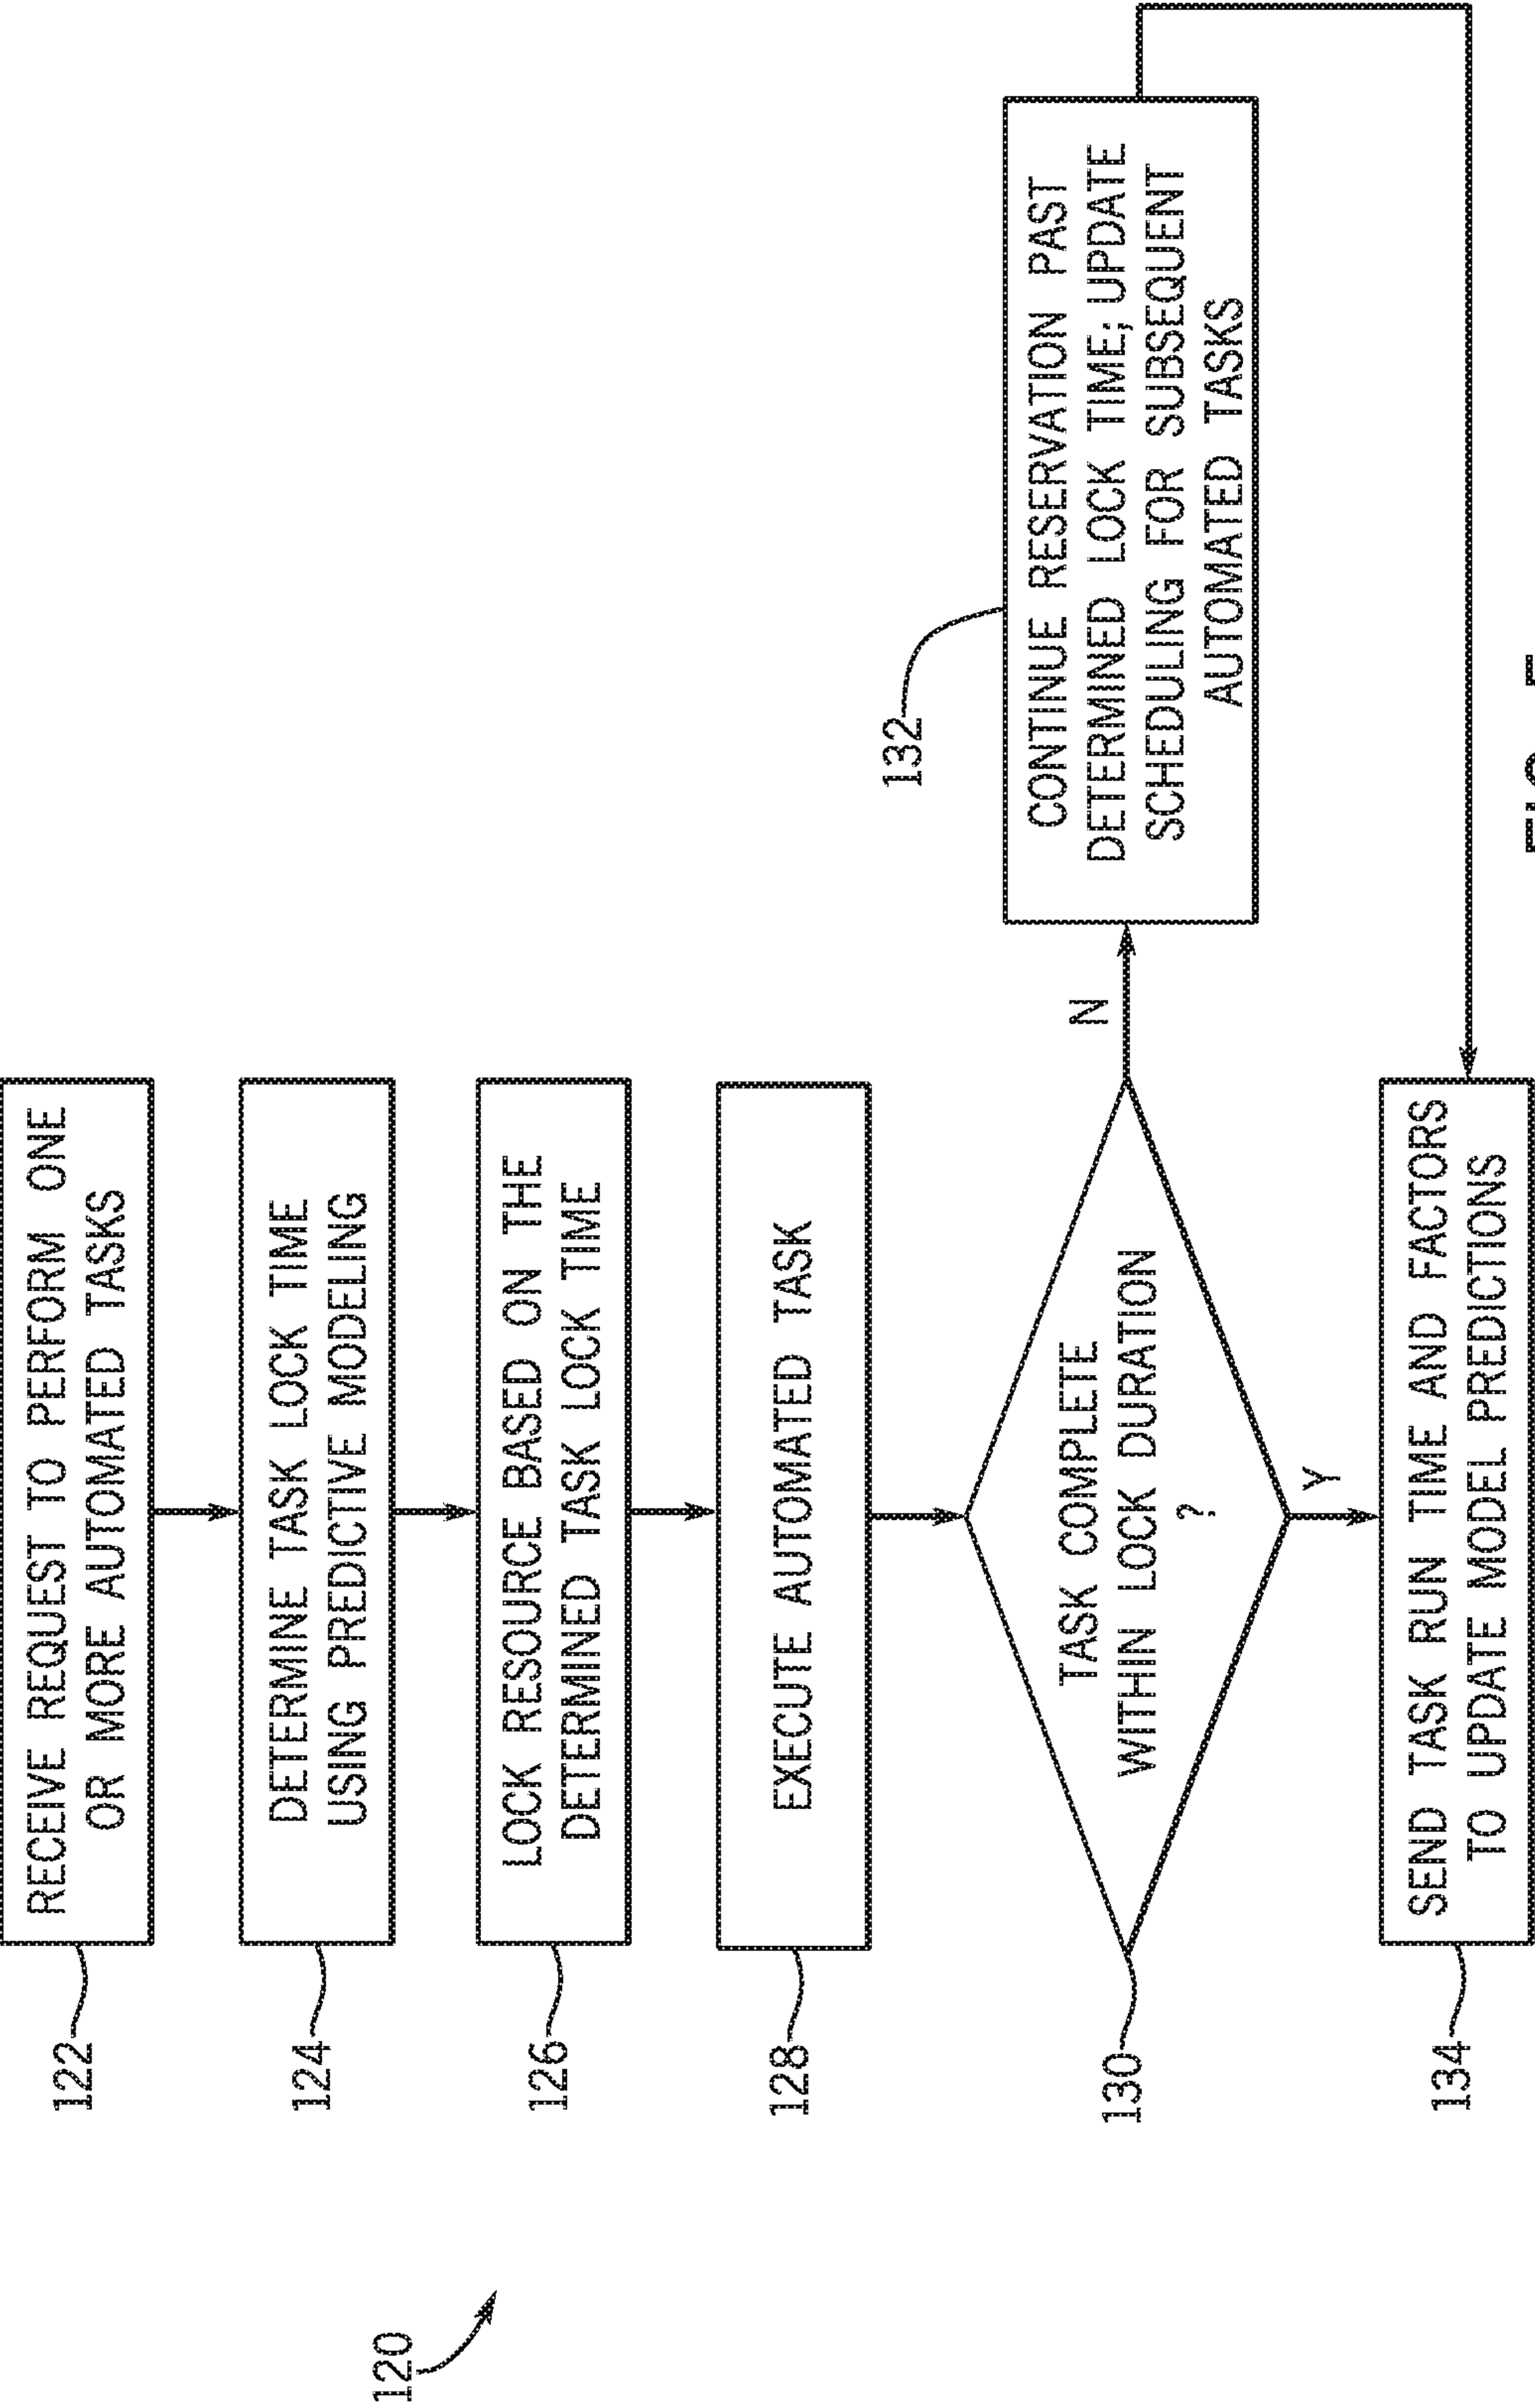 120
122
RECEIVE REQUEST TO PERFORM ONE
OR MORE AUTOMATED TASKS
124
DETERMINE TASK LOCK TIME
USING PREDICTIVE MODELING
126
LOCK RESOURCE BASED ON THE
DETERMINED TASK LOCK TIME
128
EXECUTE AUTOMATED TASK
130
TASK COMPLETE
WITHIN LOCK DURATION
?
N
Y
132
CONTINUE RESERVATION PAST
DETERMINED LOCK TIME; UPDATE
SCHEDULING FOR SUBSEQUENT
AUTOMATED TASKS
134
SEND TASK RUN TIME AND FACTORS
TO UPDATE MODEL PREDICTIONS